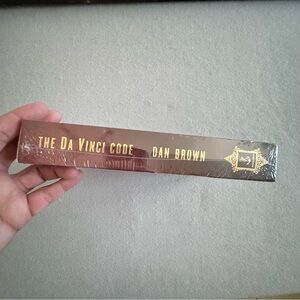 THE DA VINCI CODE DAN BROWN